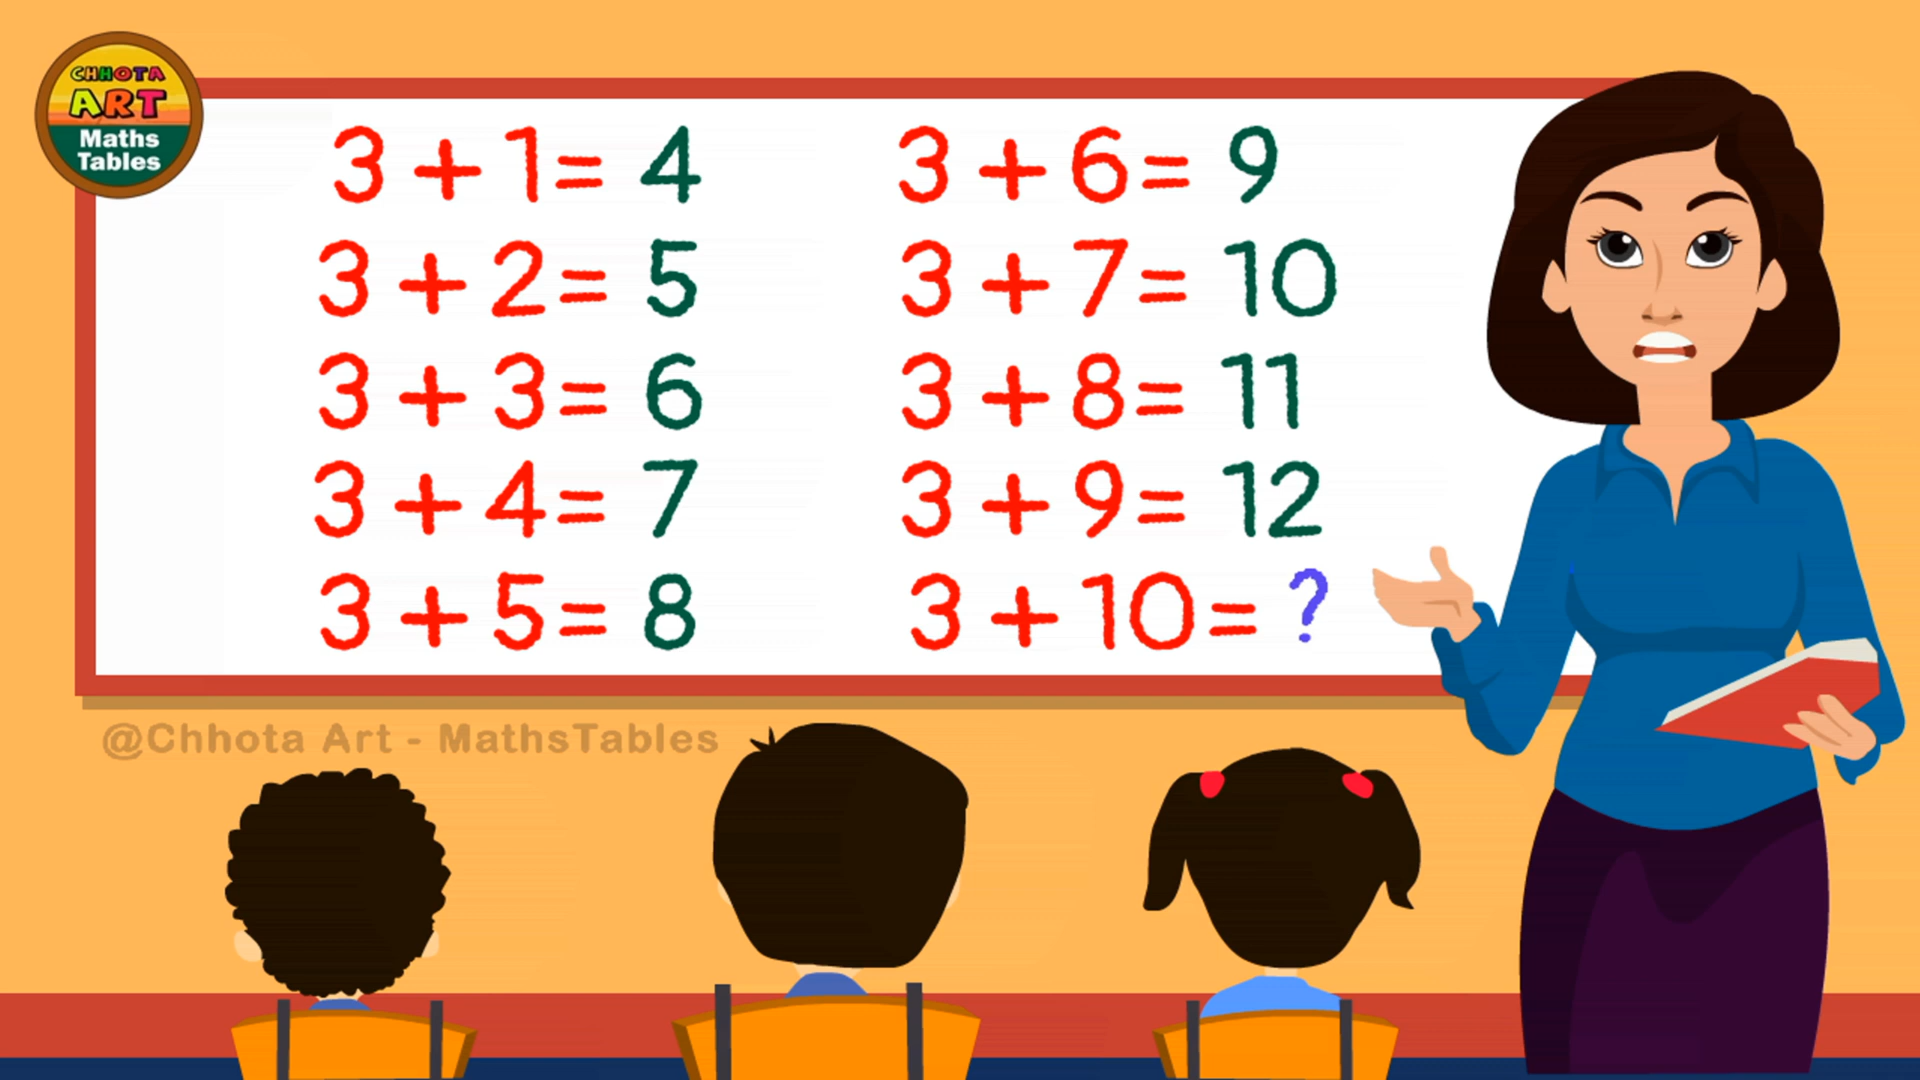 CHHOTA
ART
Maths
Tables
3 + 1 = 4
3 + 2 = 5
3 + 3 = 6
3 + 4 = 7
3 + 5 = 8
3 + 6 = 9
3 + 7 = 10
3 + 8 = 11
3 + 9 = 12
3 + 10 = ?
@Chhota Art - MathsTables